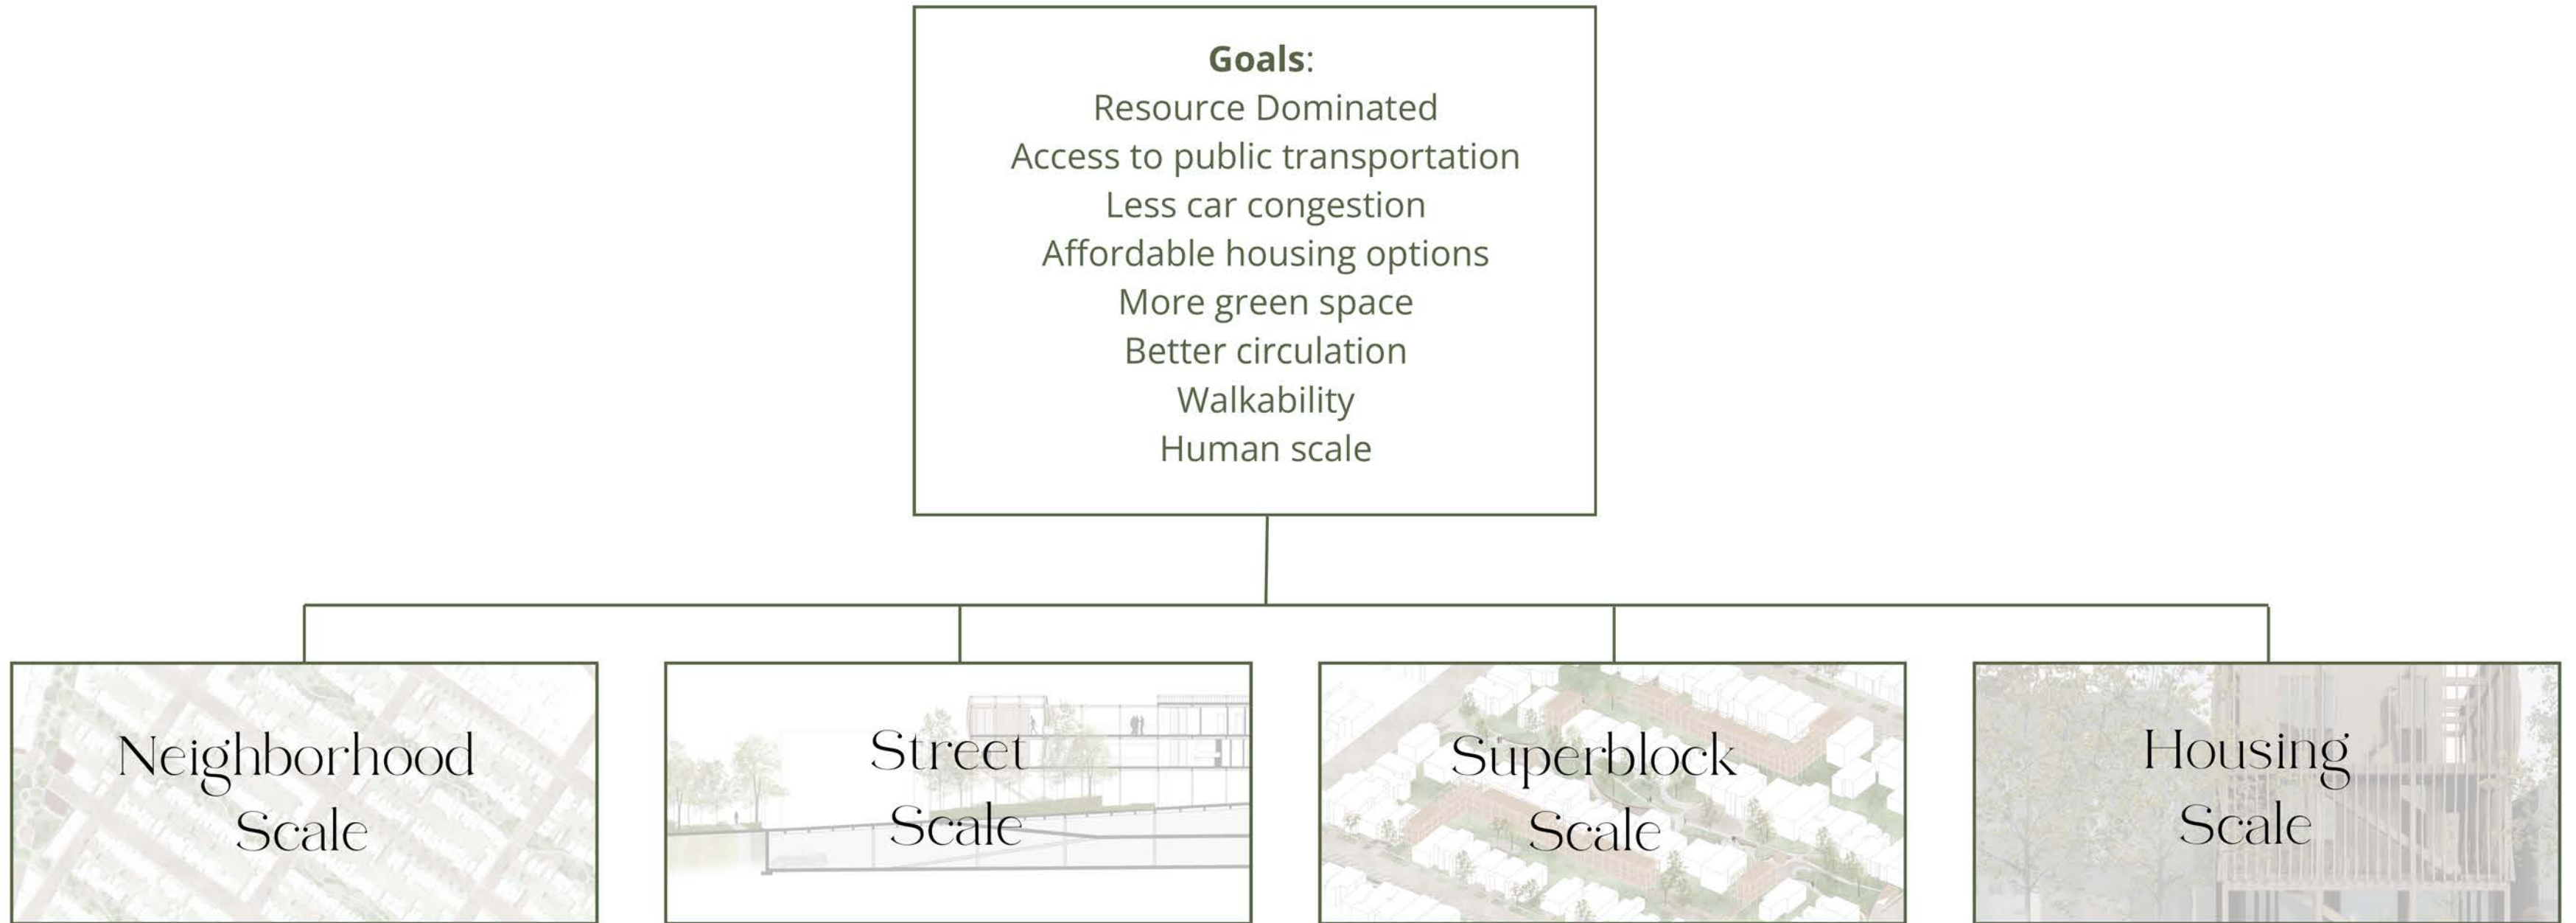 Goals:
Resource Dominated
Access to public transportation
Less car congestion
Affordable housing options
More green space
Better circulation
Walkability
Human scale
Neighborhood
Scale
Street
Scale
Superblock
Scale
Housing
Scale